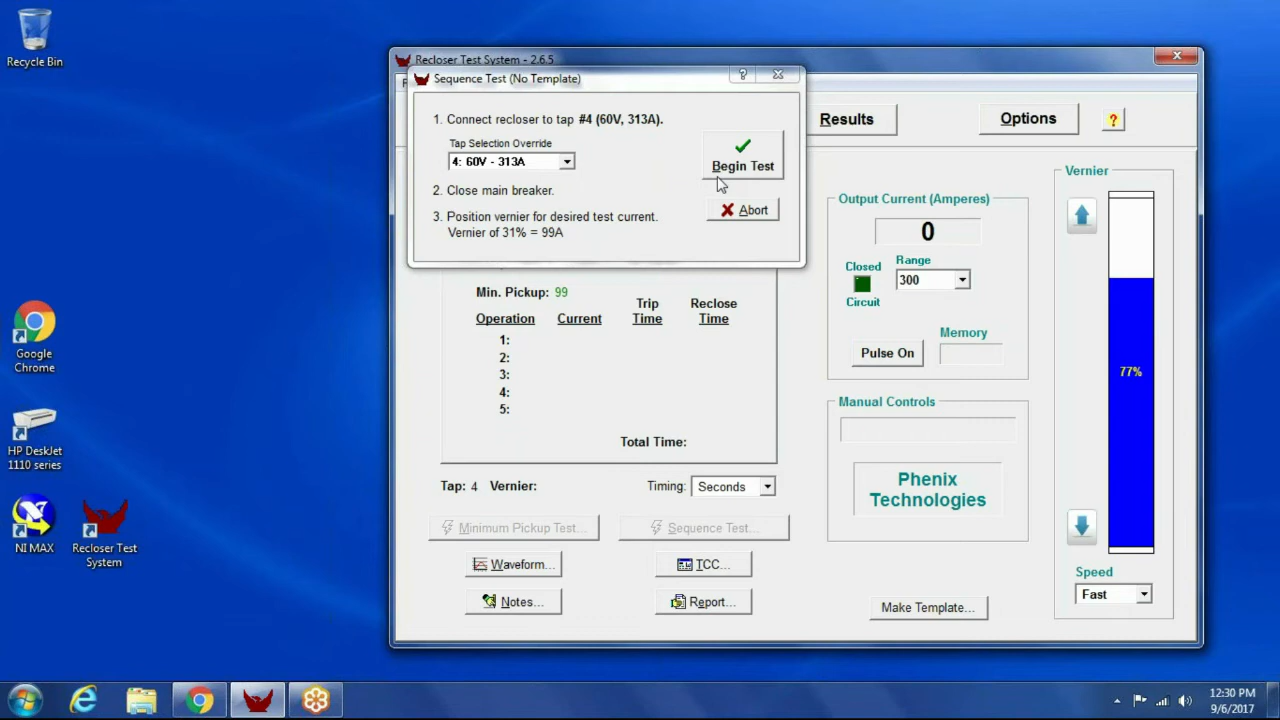 Recycle Bin
Google Chrome
HP DeskJet 1110 series
NI MAX
Recloser Test System
Recloser Test System - 2.6.5
Sequence Test (No Template)
1. Connect recloser to tap #4 (60V, 313A).
Tap Selection Override
4: 60V - 313A
2. Close main breaker.
3. Position vernier for desired test current.
Vernier of 31% = 99A
Begin Test
Abort
Results
Options
?
Min. Pickup: 99
Operation
Current
Trip Time
Reclose Time
1:
2:
3:
4:
5:
Total Time:
Tap: 4 Vernier:
Timing: Seconds
Minimum Pickup Test...
Sequence Test...
Waveform...
TCC...
Notes...
Report...
Output Current (Amperes)
0
Closed Circuit
Range
300
Pulse On
Memory
Manual Controls
Phenix Technologies
Make Template...
Vernier
77%
Speed
Fast
12:30 PM
9/6/2017